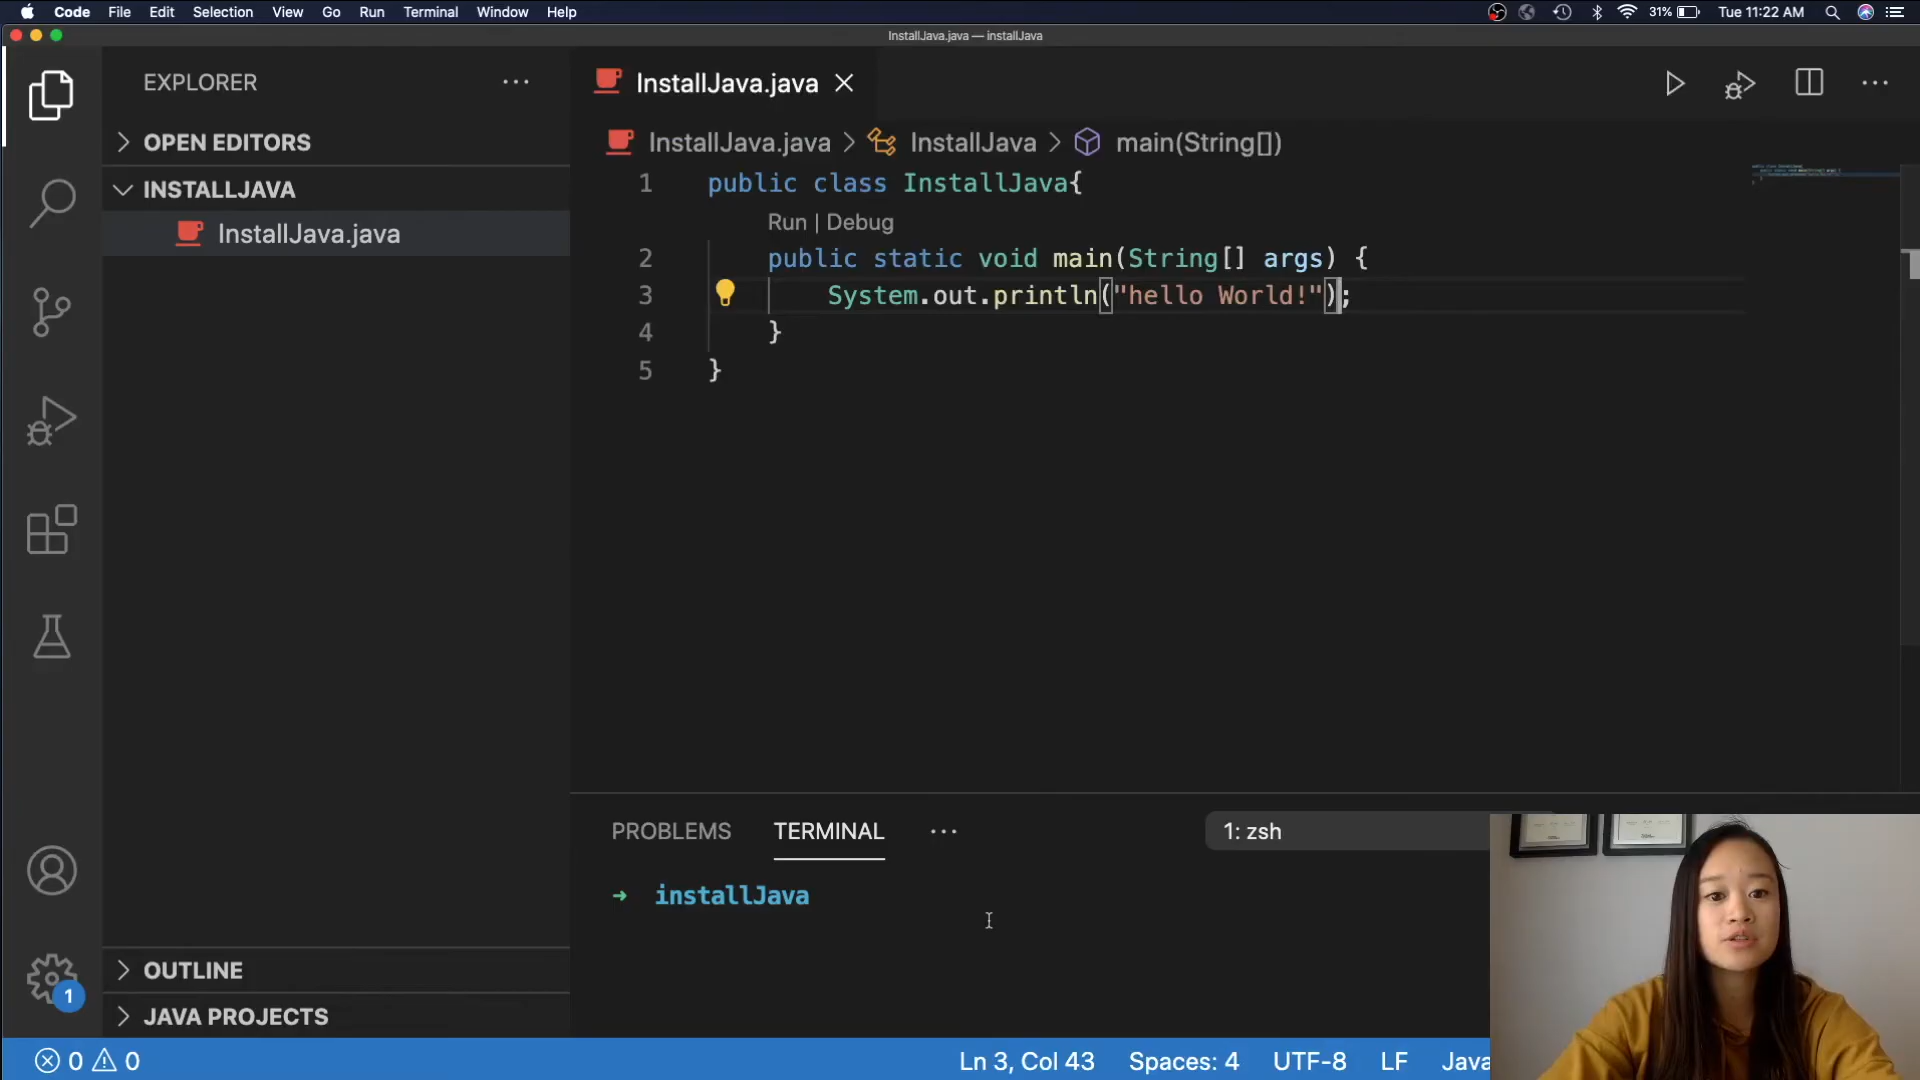 Code File Edit Selection View Go Run Terminal Window Help 31% Tue 11:22 AM
InstallJava.java — installJava
EXPLORER
InstallJava.java
OPEN EDITORS
InstallJava.java InstallJava main(String[])
INSTALLJAVA
1 public class InstallJava{
InstallJava.java
Run | Debug
2 public static void main(String[] args) {
3 System.out.println("hello World!");
4 }
5 }
PROBLEMS TERMINAL 1: zsh
→ installJava
OUTLINE
1
JAVA PROJECTS
0 0 Ln 3, Col 43 Spaces: 4 UTF-8 LF Java